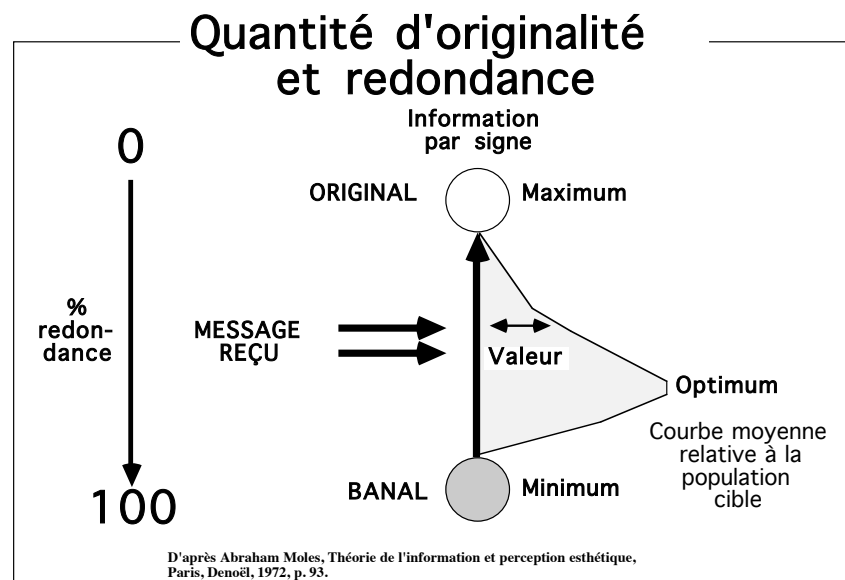 Quantité d'originalité
et redondance
Information
par signe
0
ORIGINAL
Maximum
%
redon-
dance
MESSAGE
REÇU
Valeur
Optimum
Courbe moyenne
relative à la
population
cible
100
BANAL
Minimum
D'après Abraham Moles, Théorie de l'information et perception esthétique,
Paris, Denoël, 1972, p. 93.